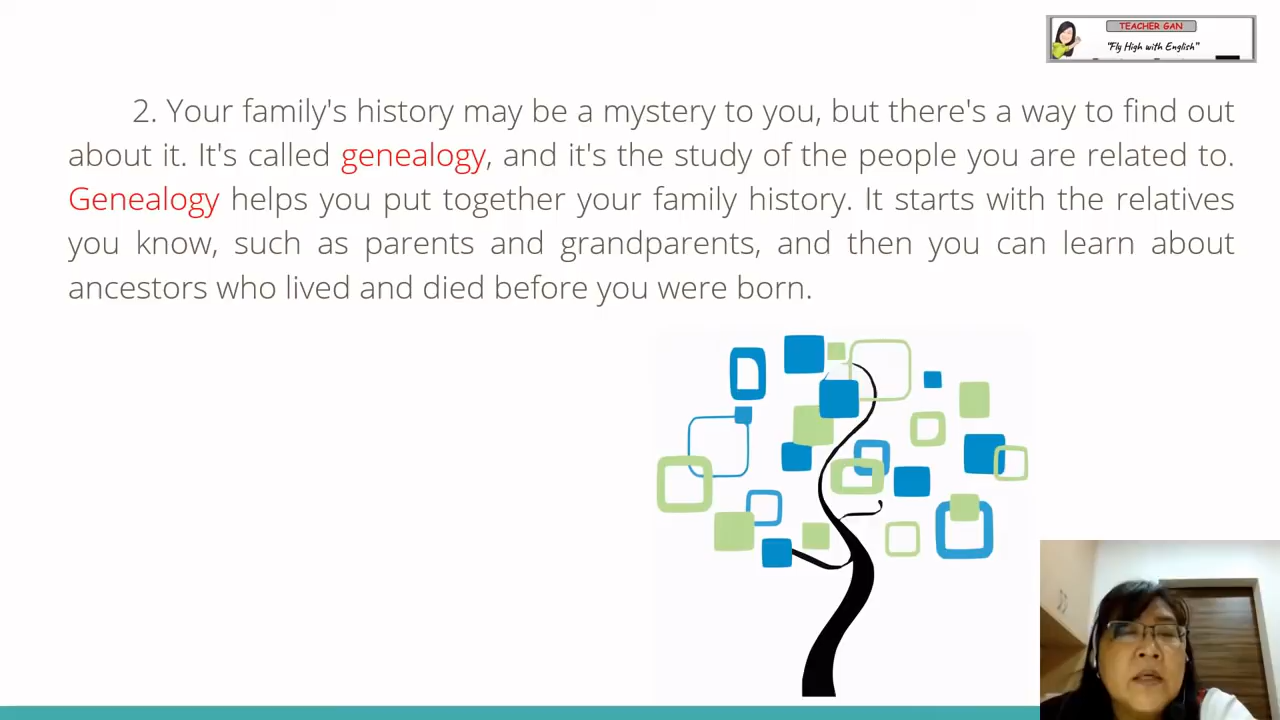 TEACHER GAN
"Fly High with English"
2. Your family's history may be a mystery to you, but there's a way to find out
about it. It's called genealogy, and it's the study of the people you are related to.
Genealogy helps you put together your family history. It starts with the relatives
you know, such as parents and grandparents, and then you can learn about
ancestors who lived and died before you were born.